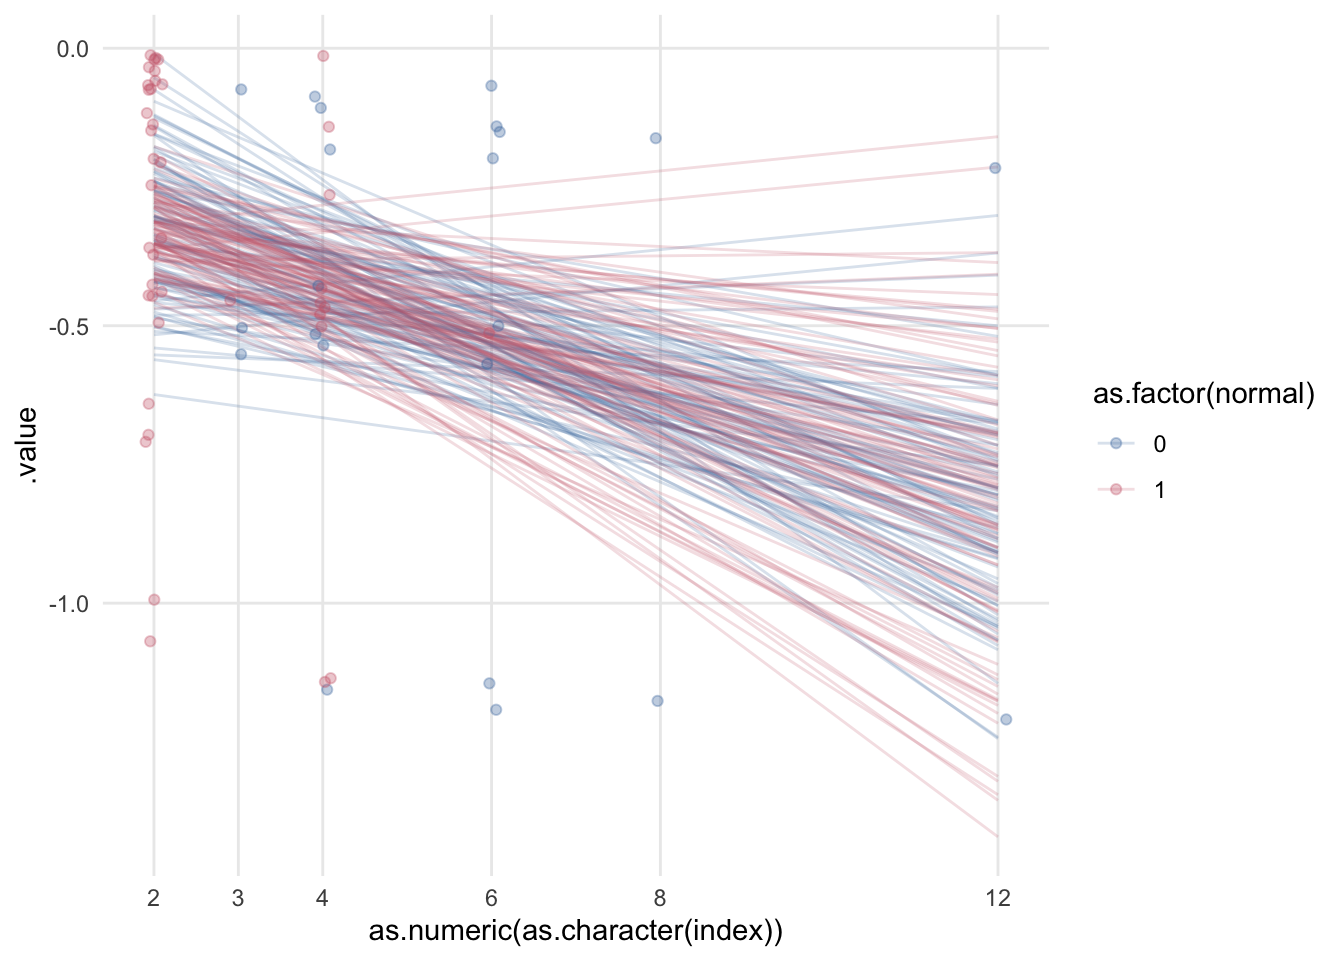 0.0
-0.5
-1.0
.value
2 3 4 6 8 12
as.numeric(as.character(index))
as.factor(normal)
0
1